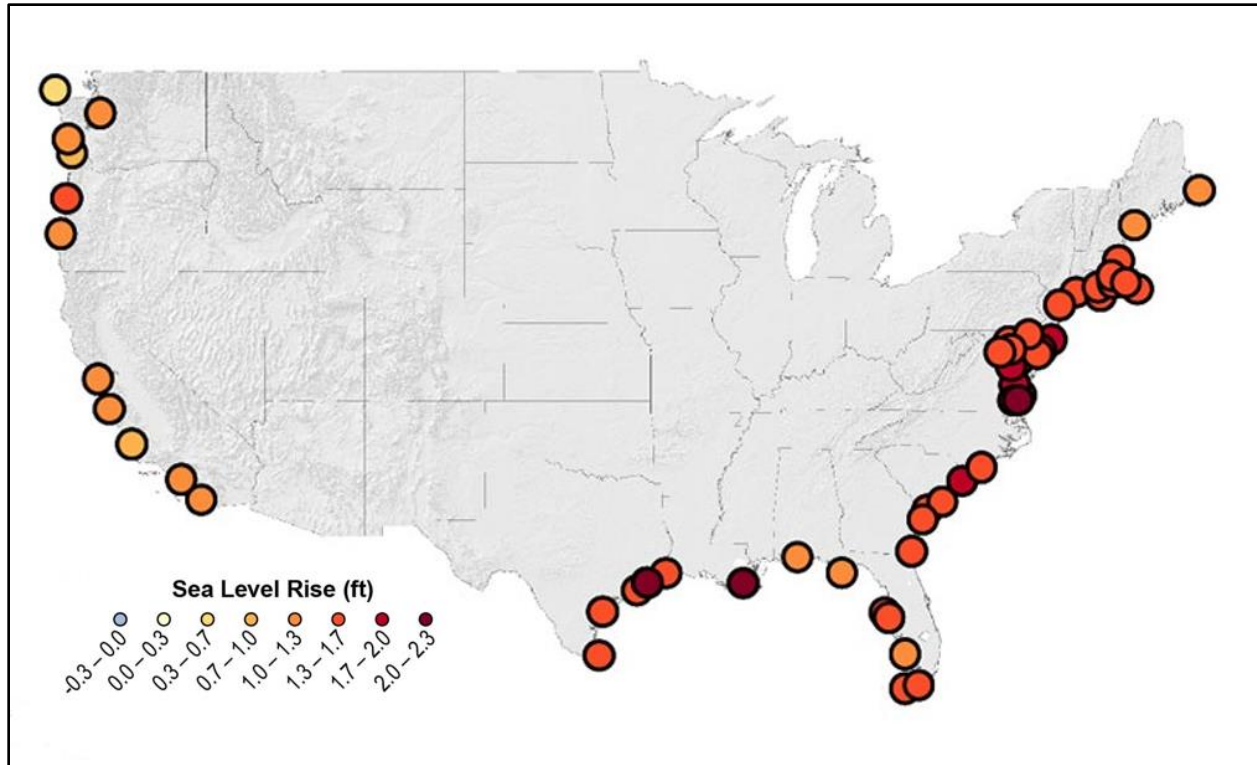 Sea Level Rise (ft)
-0.3 – 0.0
0.0 – 0.3
0.3 – 0.7
0.7 – 1.0
1.0 – 1.3
1.3 – 1.7
1.7 – 2.0
2.0 – 2.3